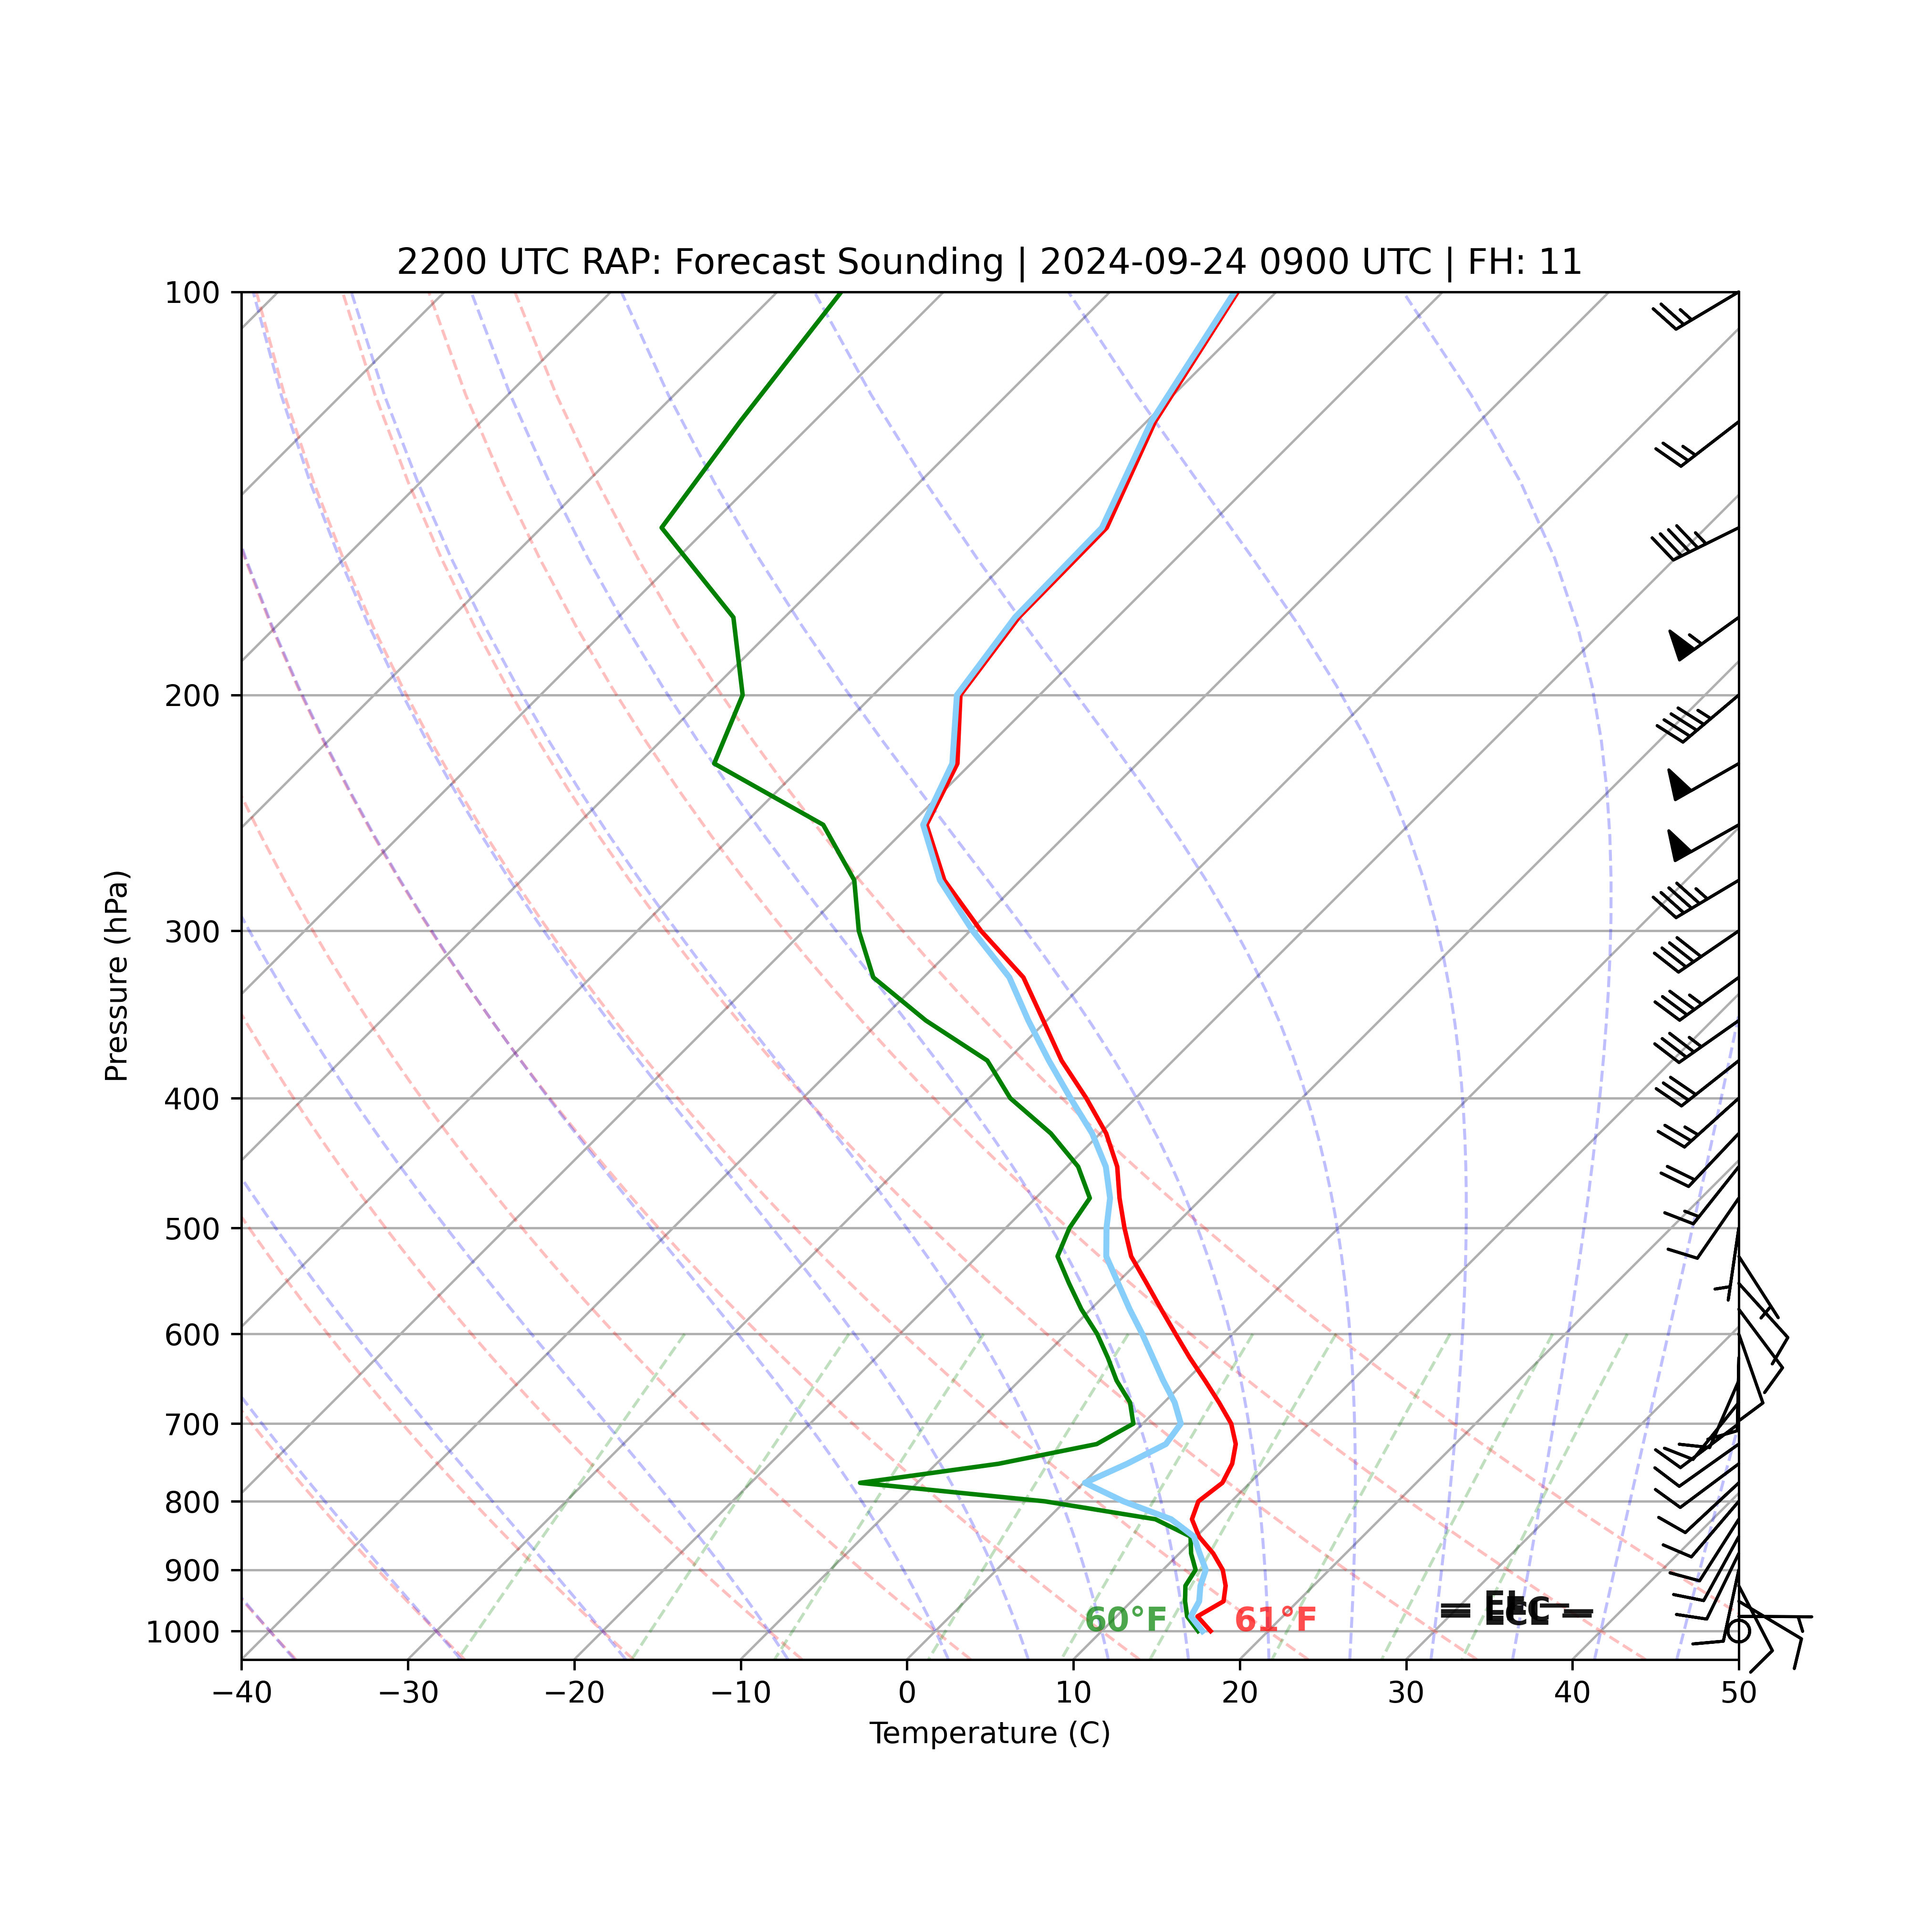 2200 UTC RAP: Forecast Sounding | 2024-09-24 0900 UTC | FH: 11
100
200
300
400
500
600
700
800
900
1000
Pressure (hPa)
60°F 61°F
−40 −30 −20 −10 0 10 20 30 40 50
Temperature (C)